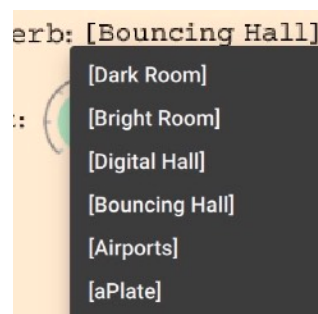 erb: [Bouncing Hall]
[Dark Room]
[Bright Room]
:
[Digital Hall]
[Bouncing Hall]
[Airports]
[aPlate]